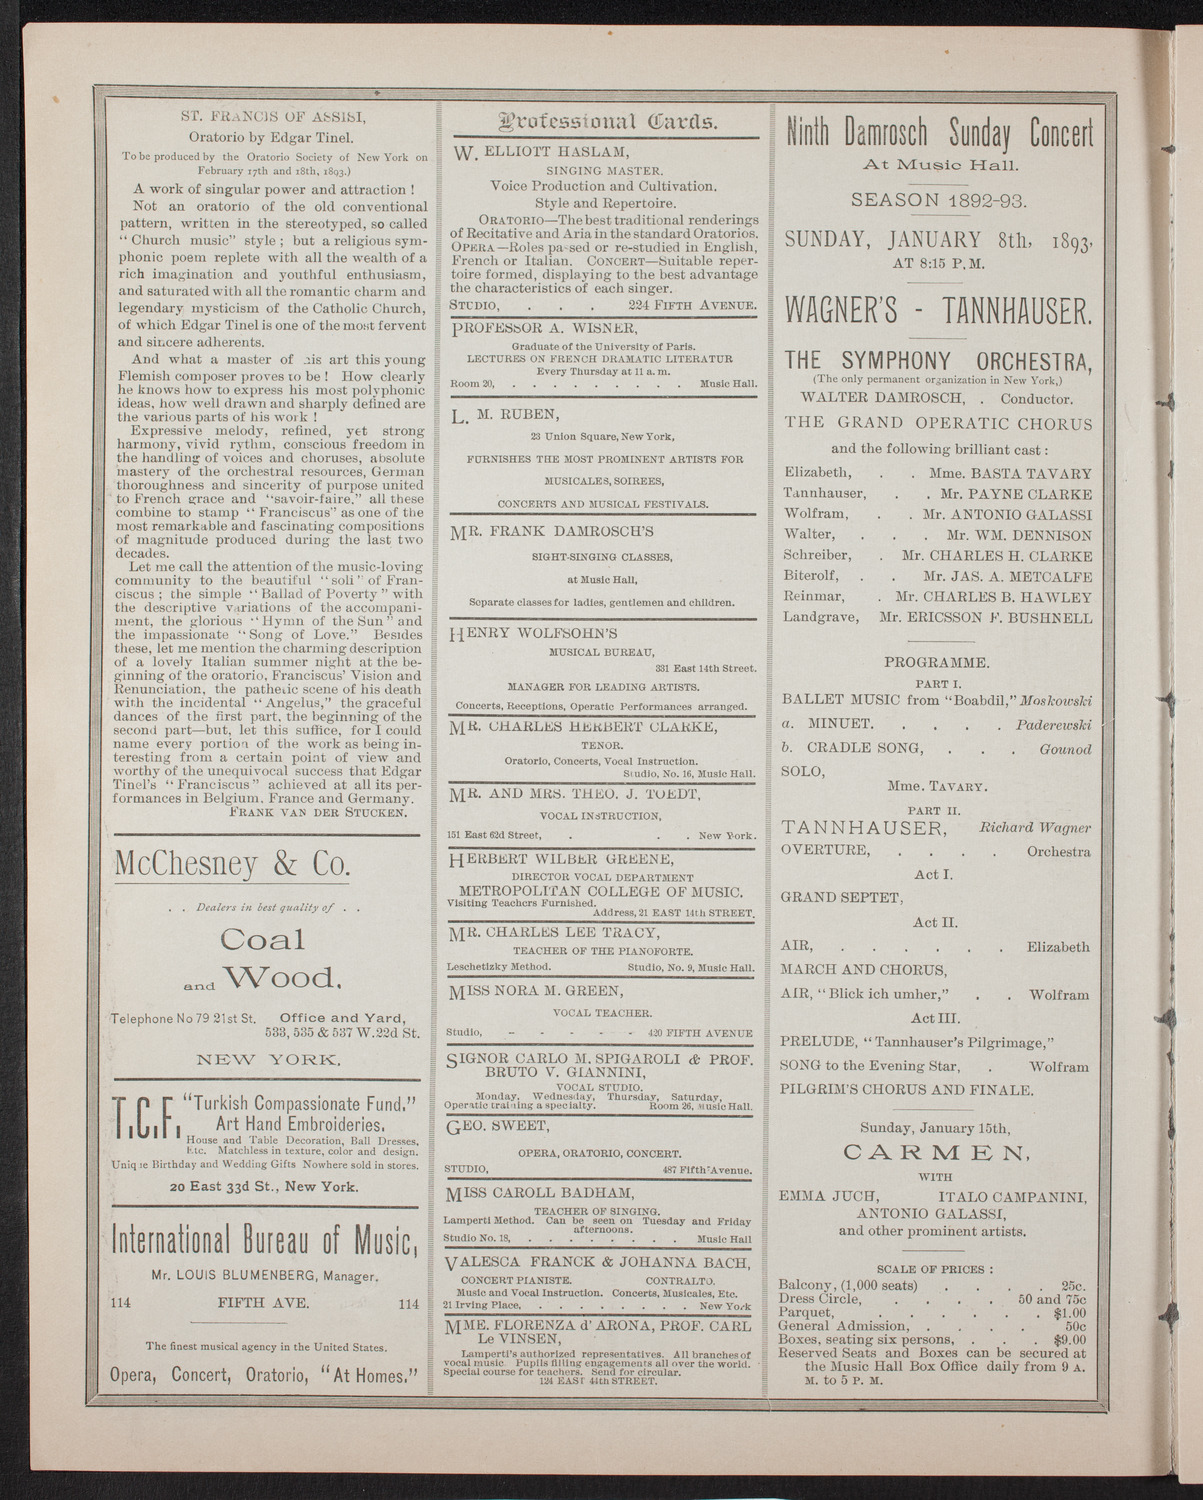 ST. FRANCIS OF ASSISI,
Oratorio by Edgar Tinel.
To be produced by the Oratorio Society of New York on
February 17th and 18th, 1893.)
A work of singular power and attraction !
Not an oratorio of the old conventional
pattern, written in the stereotyped, so called
“ Church music” style ; but a religious sym-
phonic poem replete with all the wealth of a
rich imagination and youthful enthusiasm,
and saturated with all the romantic charm and
legendary mysticism of the Catholic Church,
of which Edgar Tinel is one of the most fervent
and sincere adherents.
And what a master of his art this young
Flemish composer proves to be ! How clearly
he knows how to express his most polyphonic
ideas, how well drawn and sharply defined are
the various parts of his work !
Expressive melody, refined, yet strong
harmony, vivid rythm, conscious freedom in
the handling of voices and choruses, absolute
mastery of the orchestral resources, German
thoroughness and sincerity of purpose united
to French grace and “savoir-faire,” all these
combine to stamp “ Franciscus” as one of the
most remarkable and fascinating compositions
of magnitude produced during the last two
decades.
Let me call the attention of the music-loving
community to the beautiful “ soli ” of Fran-
ciscus ; the simple “ Ballad of Poverty ” with
the descriptive variations of the accompani-
ment, the glorious “ Hymn of the Sun ” and
the impassionate “ Song of Love.” Besides
these, let me mention the charming description
of a lovely Italian summer night at the be-
ginning of the oratorio, Franciscus’ Vision and
Renunciation, the pathetic scene of his death
with the incidental “ Angelus,” the graceful
dances of the first part, the beginning of the
second part—but, let this suffice, for I could
name every portion of the work as being in-
teresting from a certain point of view and
worthy of the unequivocal success that Edgar
Tinel’s “ Franciscus ” achieved at all its per-
formances in Belgium, France and Germany.
FRANK VAN DER STUCKEN.
McChesney & Co.
. . Dealers in best quality of . .
Coal
and Wood.
Telephone No 79 21st St. Office and Yard,
533, 535 & 537 W. 22d St.
NEW YORK.
T.C.F. “Turkish Compassionate Fund.”
Art Hand Embroideries.
House and Table Decoration, Ball Dresses,
Etc. Matchless in texture, color and design.
Unique Birthday and Wedding Gifts Nowhere sold in stores.
20 East 33d St., New York.
International Bureau of Music,
Mr. LOUIS BLUMENBERG, Manager.
114 FIFTH AVE. 114
The finest musical agency in the United States.
Opera, Concert, Oratorio, “At Homes.”
Professional Cards.
W. ELLIOTT HASLAM,
SINGING MASTER.
Voice Production and Cultivation.
Style and Repertoire.
ORATORIO—The best traditional renderings
of Recitative and Aria in the standard Oratorios.
OPERA—Roles passed or re-studied in English,
French or Italian. CONCERT—Suitable reper-
toire formed, displaying to the best advantage
the characteristics of each singer.
STUDIO, . . . 224 FIFTH AVENUE.
PROFESSOR A. WISNER,
Graduate of the University of Paris.
LECTURES ON FRENCH DRAMATIC LITERATUR
Every Thursday at 11 a. m.
Room 20, . . . . . . . . . Music Hall.
L. M. RUBEN,
23 Union Square, New York,
FURNISHES THE MOST PROMINENT ARTISTS FOR
MUSICALES, SOIREES,
CONCERTS AND MUSICAL FESTIVALS.
MR. FRANK DAMROSCH’S
SIGHT-SINGING CLASSES,
at Music Hall,
Separate classes for ladies, gentlemen and children.
HENRY WOLFSOHN’S
MUSICAL BUREAU,
331 East 14th Street.
MANAGER FOR LEADING ARTISTS.
Concerts, Receptions, Operatic Performances arranged.
MR. CHARLES HERBERT CLARKE,
TENOR.
Oratorio, Concerts, Vocal Instruction.
Studio, No. 16, Music Hall.
MR. AND MRS. THEO. J. TOEDT,
VOCAL INSTRUCTION,
151 East 62d Street, . . . New York.
HERBERT WILBER GREENE,
DIRECTOR VOCAL DEPARTMENT
METROPOLITAN COLLEGE OF MUSIC.
Visiting Teachers Furnished.
Address, 21 EAST 14th STREET.
MR. CHARLES LEE TRACY,
TEACHER OF THE PIANOFORTE.
Leschetizky Method. Studio, No. 9, Music Hall.
MISS NORA M. GREEN,
VOCAL TEACHER.
Studio, - - - - - 420 FIFTH AVENUE
SIGNOR CARLO M. SPIGAROLI & PROF.
BRUTO V. GIANNINI,
VOCAL STUDIO.
Monday, Wednesday, Thursday, Saturday,
Operatic training a specialty. Room 26, Music Hall.
GEO. SWEET,
OPERA, ORATORIO, CONCERT.
STUDIO, 487 Fifth Avenue.
MISS CAROLL BADHAM,
TEACHER OF SINGING.
Lamperti Method. Can be seen on Tuesday and Friday
afternoons.
Studio No. 18, . . . . . . . . Music Hall
VALESCA FRANCK & JOHANNA BACH,
CONCERT PIANISTE. CONTRALTO.
Music and Vocal Instruction. Concerts, Musicales, Etc.
21 Irving Place, . . . . . . . . New York
MME. FLORENZA d’ ARONA, PROF. CARL
Le VINSEN,
Lamperti’s authorized representatives. All branches of
vocal music. Pupils filling engagements all over the world.
Special course for teachers. Send for circular.
124 EAST 44th STREET.
Ninth Damrosch Sunday Concert
At Music Hall.
SEASON 1892-93.
SUNDAY, JANUARY 8th, 1893,
AT 8:15 P. M.
WAGNER’S - TANNHAUSER.
THE SYMPHONY ORCHESTRA,
(The only permanent organization in New York,)
WALTER DAMROSCH, . Conductor.
THE GRAND OPERATIC CHORUS
and the following brilliant cast :
Elizabeth, . . Mme. BASTA TAVARY
Tannhauser, . . Mr. PAYNE CLARKE
Wolfram, . . Mr. ANTONIO GALASSI
Walter, . . . Mr. WM. DENNISON
Schreiber, . Mr. CHARLES H. CLARKE
Biterolf, . . Mr. JAS. A. METCALFE
Reinmar, . Mr. CHARLES B. HAWLEY
Landgrave, Mr. ERICSSON F. BUSHNELL
PROGRAMME.
PART I.
BALLET MUSIC from “Boabdil,” Moskowski
a. MINUET. . . . . Paderewski
b. CRADLE SONG, . . . Gounod
SOLO,
Mme. TAVARY.
PART II.
TANNHAUSER, Richard Wagner
OVERTURE, . . . . Orchestra
Act I.
GRAND SEPTET,
Act II.
AIR, . . . . . . Elizabeth
MARCH AND CHORUS,
AIR, “ Blick ich umher,” . . Wolfram
Act III.
PRELUDE, “ Tannhauser’s Pilgrimage,”
SONG to the Evening Star, . Wolfram
PILGRIM’S CHORUS AND FINALE.
Sunday, January 15th,
CARMEN,
WITH
EMMA JUCH, ITALO CAMPANINI,
ANTONIO GALASSI,
and other prominent artists.
SCALE OF PRICES :
Balcony, (1,000 seats) . . . . 25c.
Dress Circle, . . . . 50 and 75c
Parquet, . . . . . $1.00
General Admission, . . . . 50c
Boxes, seating six persons, . . . $9.00
Reserved Seats and Boxes can be secured at
the Music Hall Box Office daily from 9 A.
M. to 5 P. M.